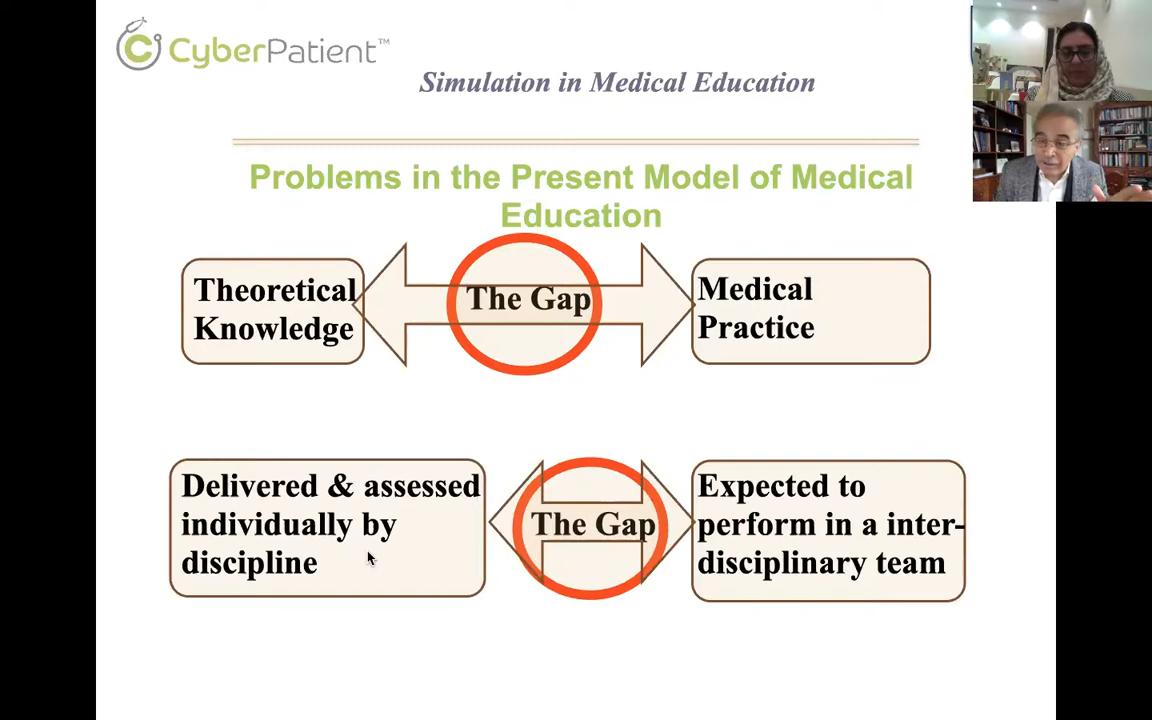 CyberPatient™
Simulation in Medical Education
Problems in the Present Model of Medical
Education
Theoretical
Knowledge
The Gap
Medical
Practice
Delivered & assessed
individually by
discipline
The Gap
Expected to
perform in a inter-
disciplinary team